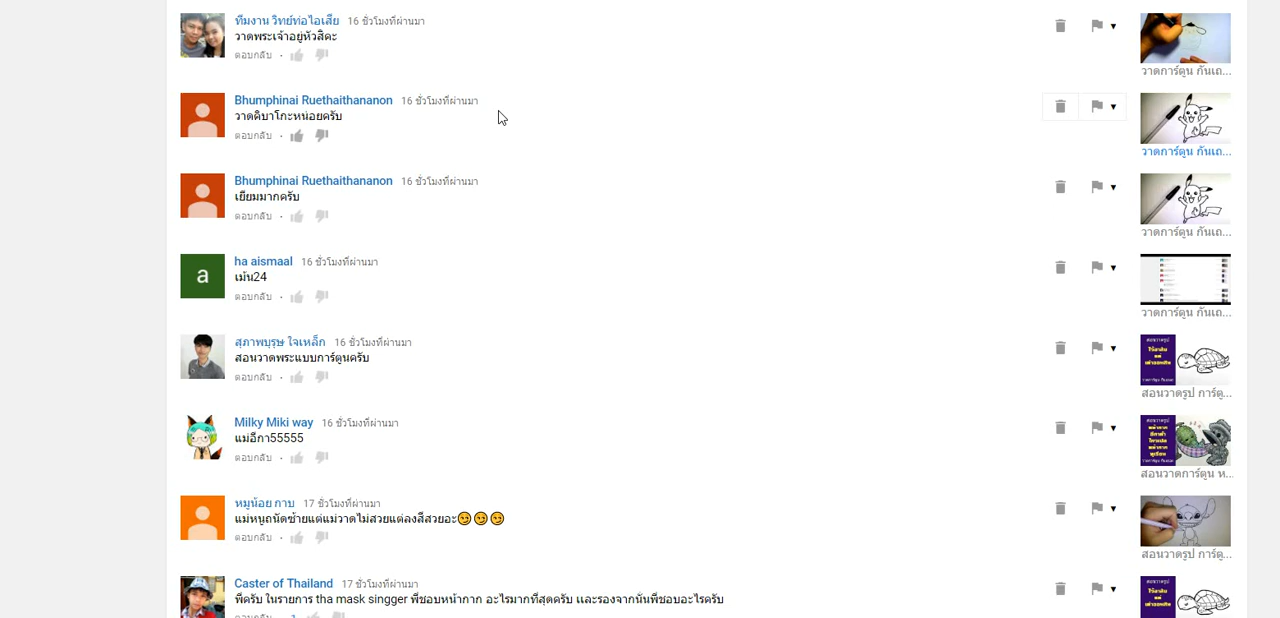 ทีมงาน วิทย์ท่อไอเสีย 16 ชั่วโมงที่ผ่านมา
วาดพระเจ้าอยู่หัวสิคะ
ตอบกลับ •
วาดการ์ตูน กันเถ...
Bhumphinai Ruethaithananon 16 ชั่วโมงที่ผ่านมา
วาดคิบาโกะหน่อยครับ
ตอบกลับ •
วาดการ์ตูน กันเถ...
Bhumphinai Ruethaithananon 16 ชั่วโมงที่ผ่านมา
เยี่ยมมากครับ
ตอบกลับ •
วาดการ์ตูน กันเถ...
a
ha aismaal 16 ชั่วโมงที่ผ่านมา
เม้น24
ตอบกลับ •
วาดการ์ตูน กันเถ...
สุภาพบุรุษ ใจเหล็ก 16 ชั่วโมงที่ผ่านมา
สอนวาดพระแบบการ์ตูนครับ
ตอบกลับ •
สอนวาดรูป การ์ตู...
Milky Miki way 16 ชั่วโมงที่ผ่านมา
แม่อีกา55555
ตอบกลับ •
สอนวาดการ์ตูน ห...
หมูน้อย กาบ 17 ชั่วโมงที่ผ่านมา
แม่หนูถนัดซ้ายแต่แม่วาดไม่สวยแต่ลงสีสวยอะ😏😏😏
ตอบกลับ •
สอนวาดรูป การ์ตู...
Caster of Thailand 17 ชั่วโมงที่ผ่านมา
พี่ครับ ในรายการ tha mask singger พี่ชอบหน้ากาก อะไรมากที่สุดครับ และรองจากนั้นพี่ชอบอะไรครับ